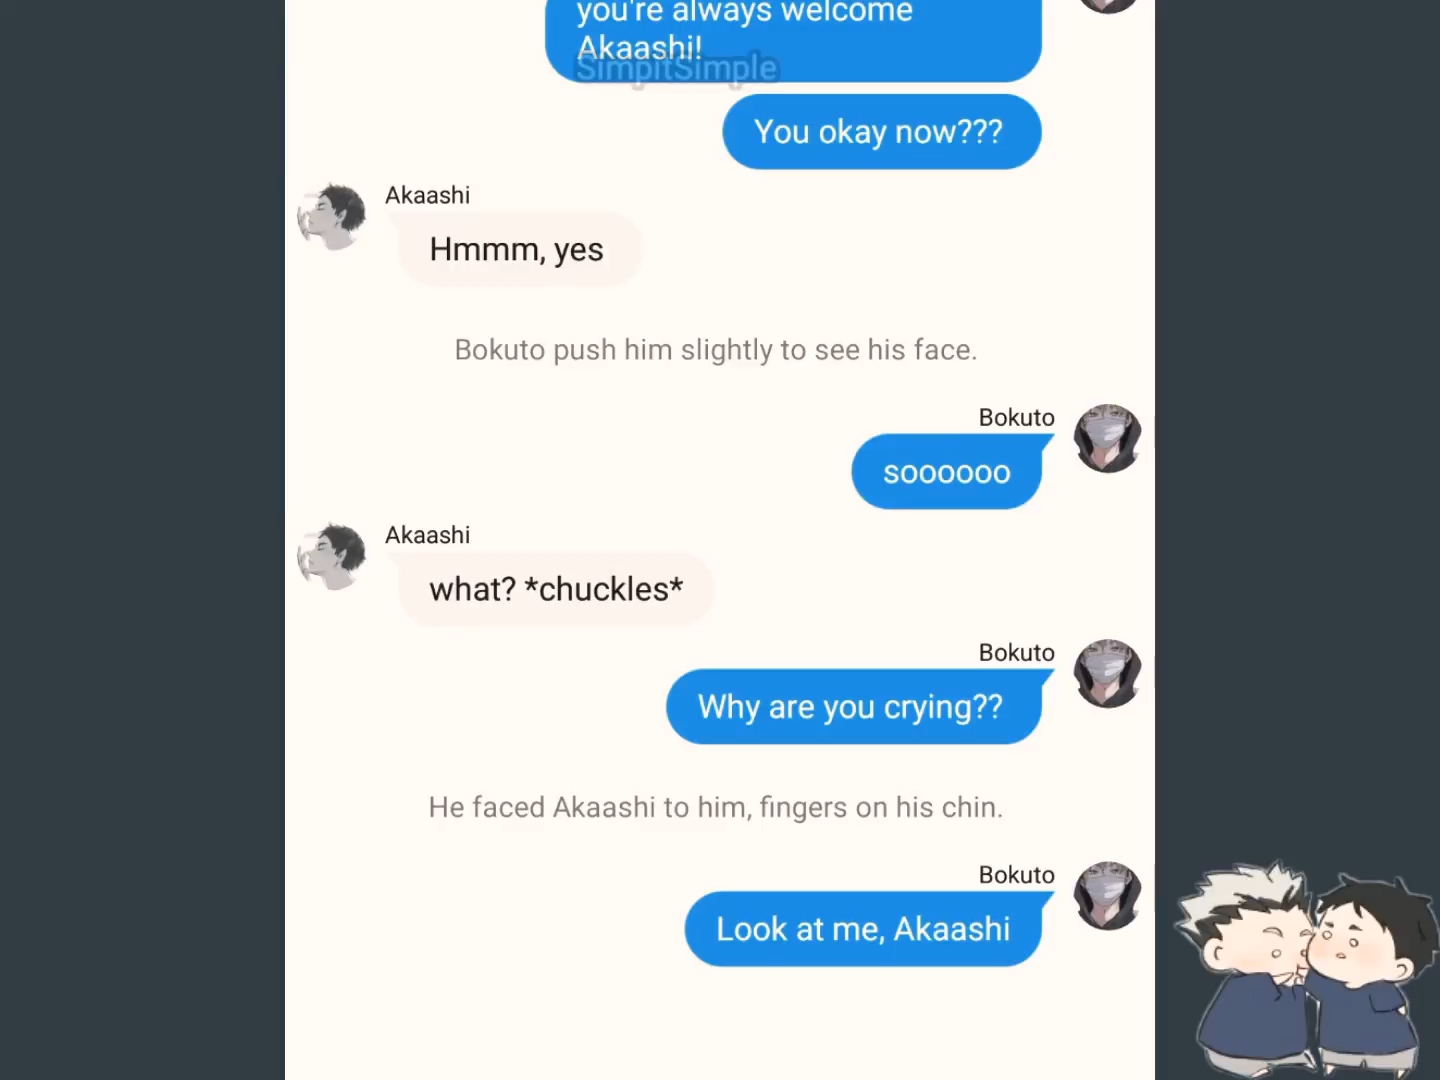 you're always welcome
Akaashi!
SimpitSimple
You okay now???
Akaashi
Hmmm, yes
Bokuto push him slightly to see his face.
Bokuto
soooooo
Akaashi
what? *chuckles*
Bokuto
Why are you crying??
He faced Akaashi to him, fingers on his chin.
Bokuto
Look at me, Akaashi